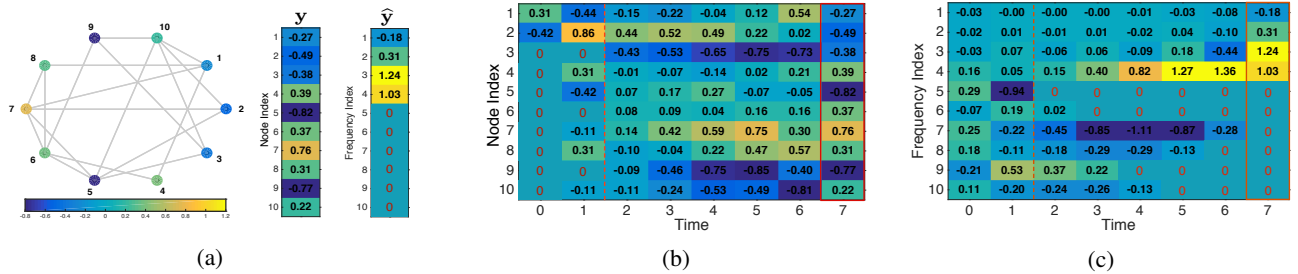 9
10
8
1
7
2
6
3
5
4
-0.8 -0.6 -0.4 -0.2 0 0.2 0.4 0.6 0.8 1 1.2
y
Node Index
1 -0.27
2 -0.49
3 -0.38
4 0.39
5 -0.82
6 0.37
7 0.76
8 0.31
9 -0.77
10 0.22
ŷ
Frequency Index
1 -0.18
2 0.31
3 1.24
4 1.03
5 0
6 0
7 0
8 0
9 0
10 0
(a)
Node Index
1 0.31 -0.44 -0.15 -0.22 -0.04 0.12 0.54 -0.27
2 -0.42 0.86 0.44 0.52 0.49 0.22 0.02 -0.49
3 0 0 -0.43 -0.53 -0.65 -0.75 -0.73 -0.38
4 0 0.31 -0.01 -0.07 -0.14 0.02 0.21 0.39
5 0 -0.42 0.07 0.17 0.27 -0.07 -0.05 -0.82
6 0 0 0.08 0.09 0.04 0.16 0.16 0.37
7 0 -0.11 0.14 0.42 0.59 0.75 0.30 0.76
8 0 0.31 -0.10 -0.04 0.22 0.47 0.57 0.31
9 0 0 -0.09 -0.46 -0.75 -0.85 -0.40 -0.77
10 0 -0.11 -0.11 -0.24 -0.53 -0.49 -0.81 0.22
0 1 2 3 4 5 6 7
Time
(b)
Frequency Index
1 -0.03 -0.00 -0.00 -0.01 -0.01 -0.03 -0.08 -0.18
2 -0.02 0.01 0.01 -0.01 -0.02 0.04 -0.10 0.31
3 -0.03 0.07 -0.06 0.06 -0.09 0.18 -0.44 1.24
4 0.16 0.05 0.15 0.40 0.82 1.27 1.36 1.03
5 0.29 -0.94 0 0 0 0 0 0
6 -0.07 0.19 0.02 0 0 0 0 0
7 0.25 -0.22 -0.45 -0.85 -1.11 -0.87 -0.28 0
8 0.18 -0.11 -0.18 -0.29 -0.29 -0.13 0 0
9 -0.21 0.53 0.37 0.22 0 0 0 0
10 0.11 -0.20 -0.24 -0.26 -0.13 0 0 0
0 1 2 3 4 5 6 7
Time
(c)